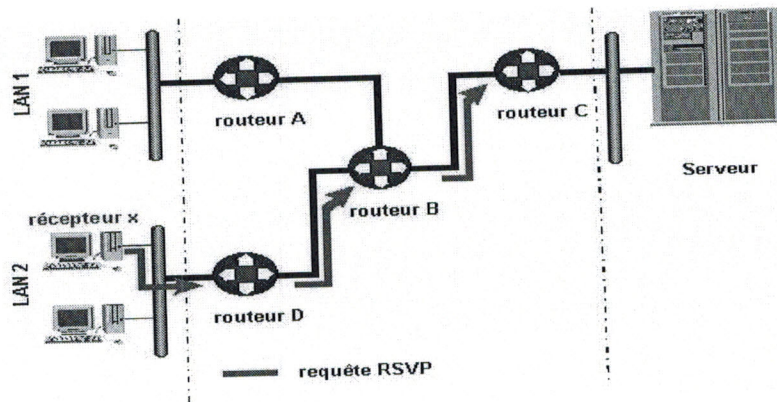 LAN 1
routeur A
routeur C
Serveur
routeur B
récepteur x
LAN 2
routeur D
requête RSVP